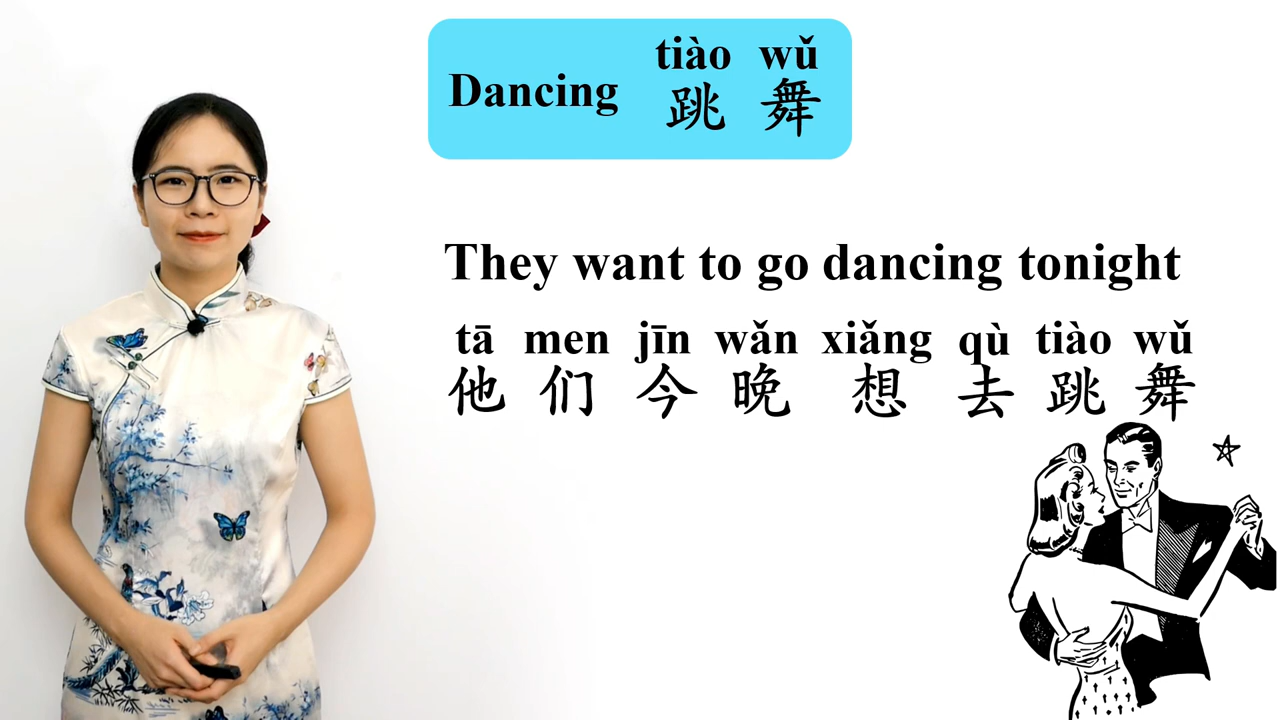 Dancing
tiào wǔ
跳舞
They want to go dancing tonight
tā men jīn wǎn xiǎng qù tiào wǔ
他们今晚想去跳舞